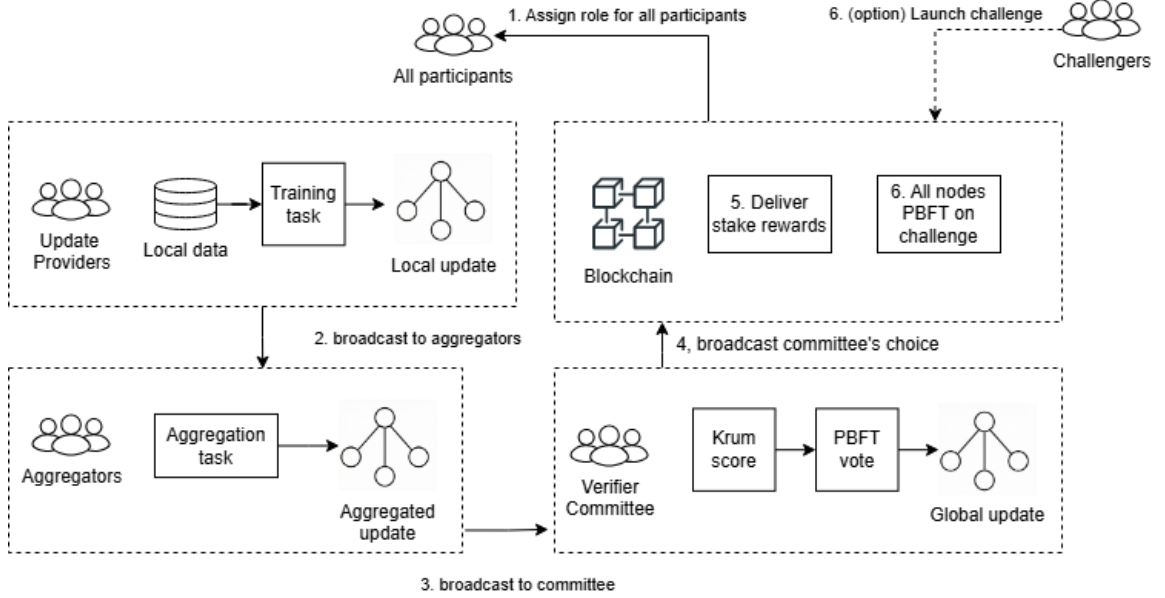 1. Assign role for all participants
All participants
6. (option) Launch challenge
Challengers
Update
Providers
Local data
Training
task
Local update
Blockchain
5. Deliver
stake rewards
6. All nodes
PBFT on
challenge
2. broadcast to aggregators
4, broadcast committee's choice
Aggregators
Aggregation
task
Aggregated
update
Verifier
Committee
Krum
score
PBFT
vote
Global update
3. broadcast to committee